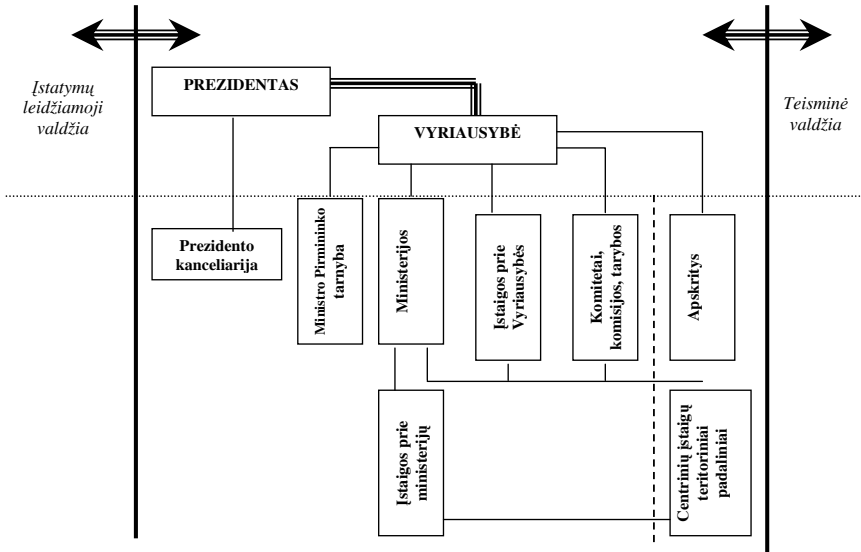 Įstatymų
leidžiamoji
valdžia
PREZIDENTAS
VYRIAUSYBĖ
Teisminė
valdžia
Prezidento
kanceliarija
Ministro Pirmininko
tarnyba
Ministerijos
Įstaigos prie
Vyriausybės
Komitetai,
komisijos, tarybos
Apskritys
Įstaigos prie
ministerijų
Centrinių įstaigų
teritoriniai
padaliniai